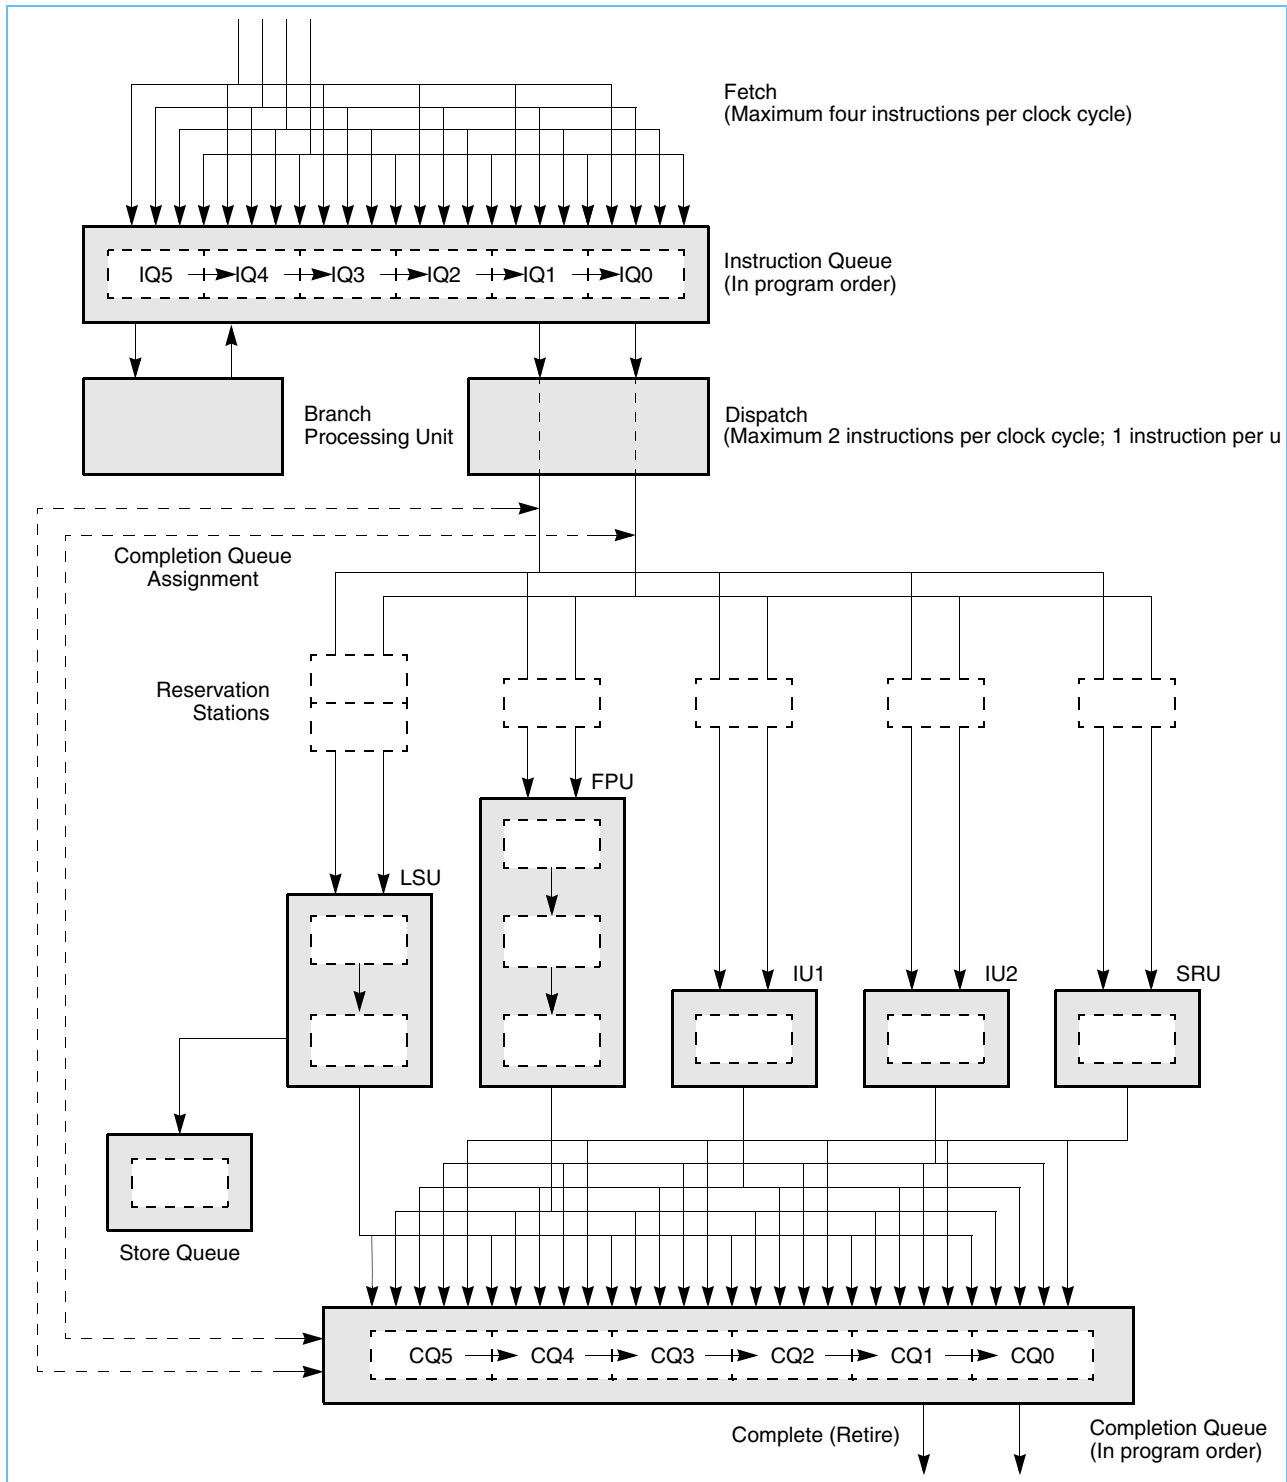 Fetch
(Maximum four instructions per clock cycle)
IQ5 IQ4 IQ3 IQ2 IQ1 IQ0
Instruction Queue
(In program order)
Branch
Processing Unit
Dispatch
(Maximum 2 instructions per clock cycle; 1 instruction per u
Completion Queue
Assignment
Reservation
Stations
FPU
LSU
IU1
IU2
SRU
Store Queue
CQ5 CQ4 CQ3 CQ2 CQ1 CQ0
Complete (Retire)
Completion Queue
(In program order)